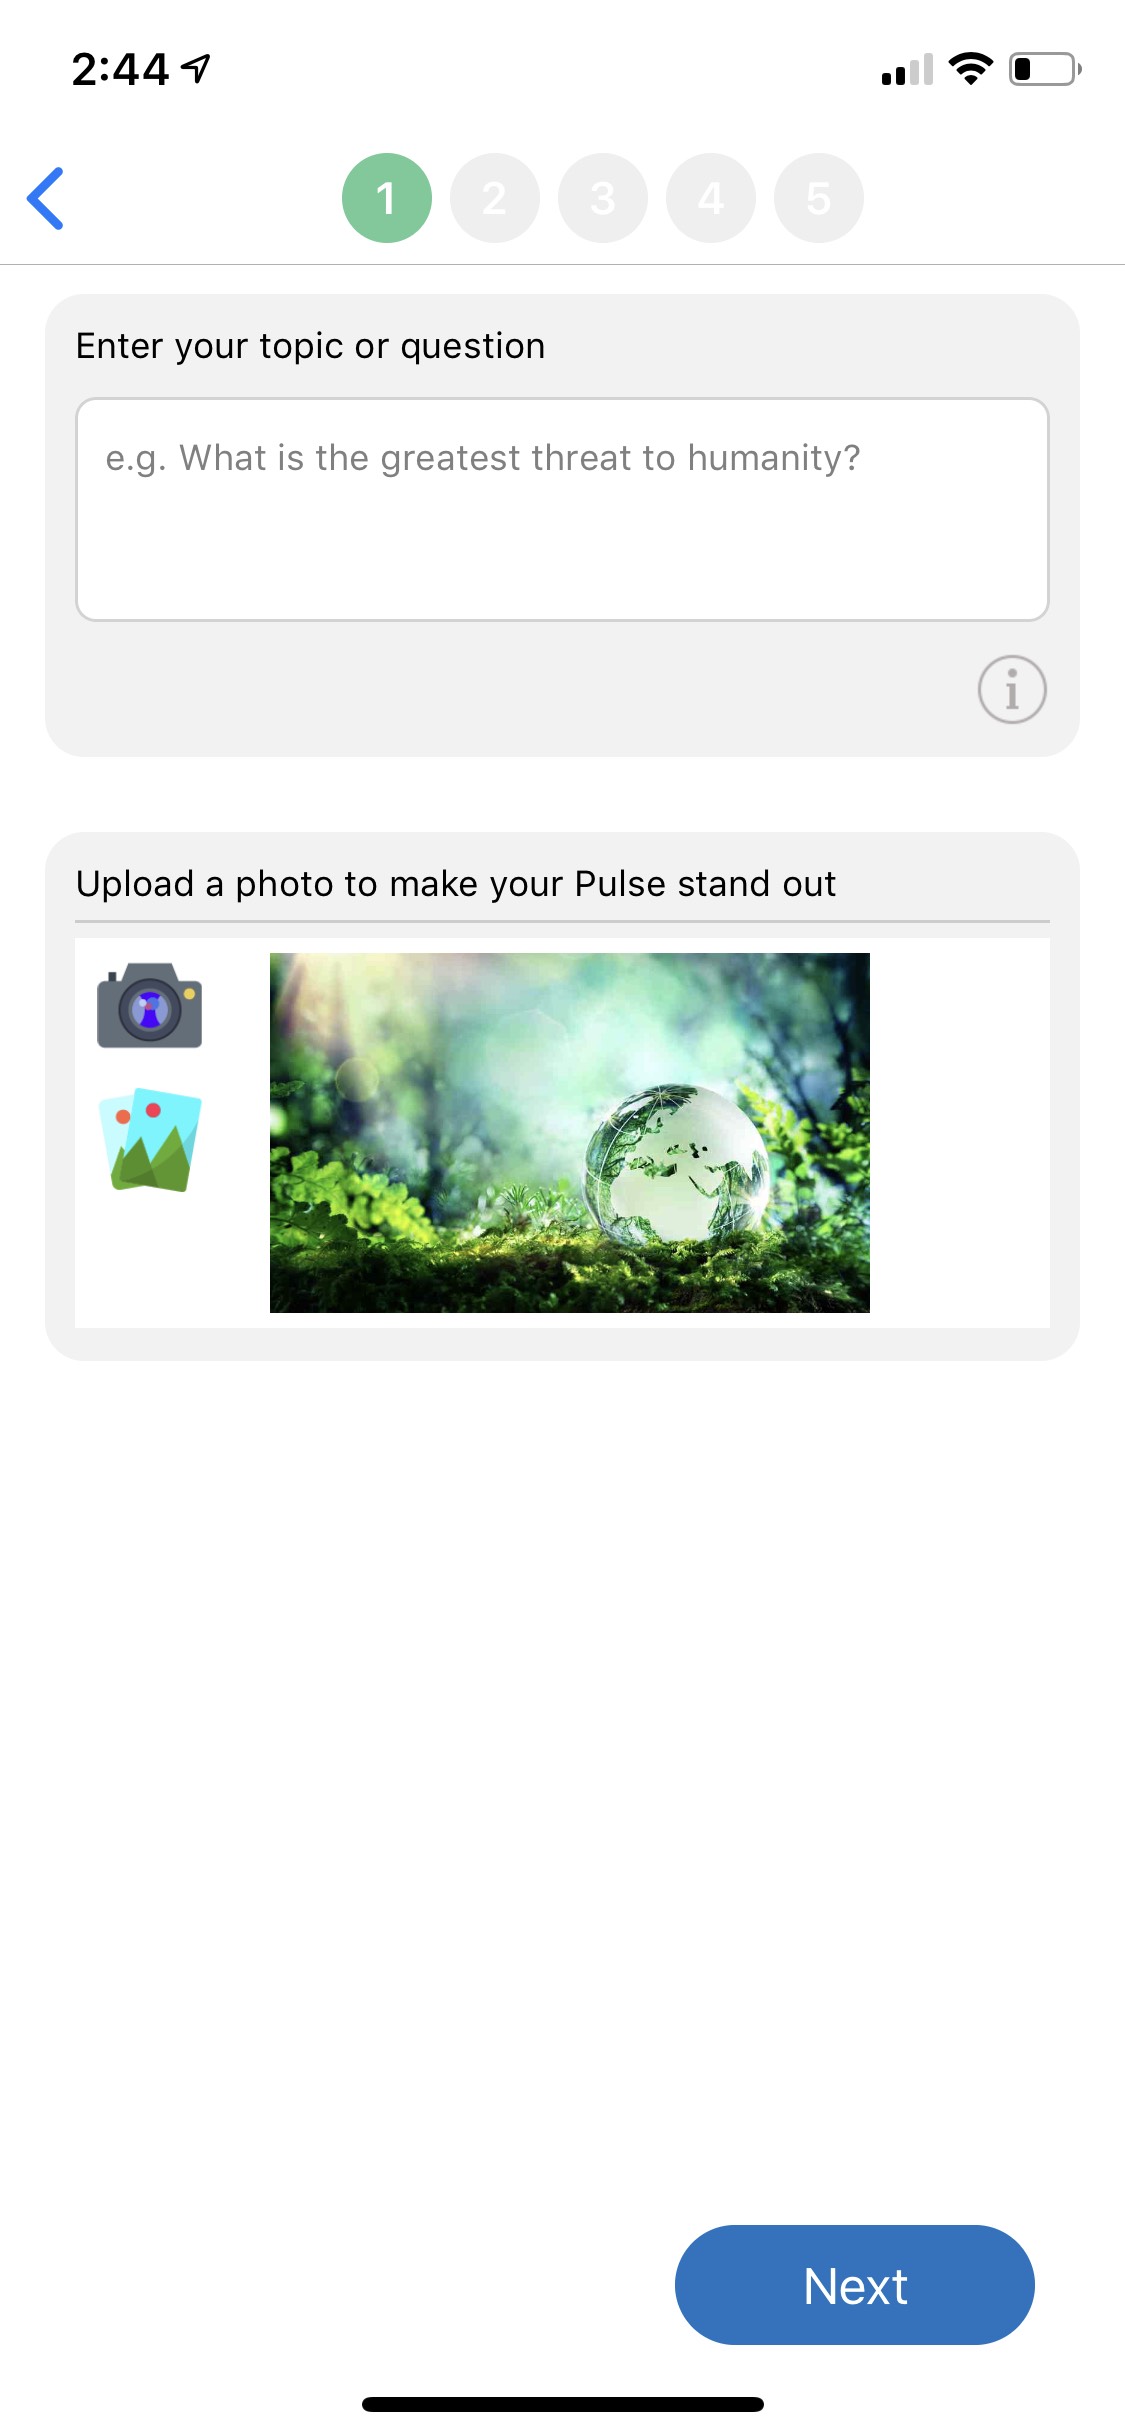 2:44
1 2 3 4 5
Enter your topic or question
e.g. What is the greatest threat to humanity?
i
Upload a photo to make your Pulse stand out
Next